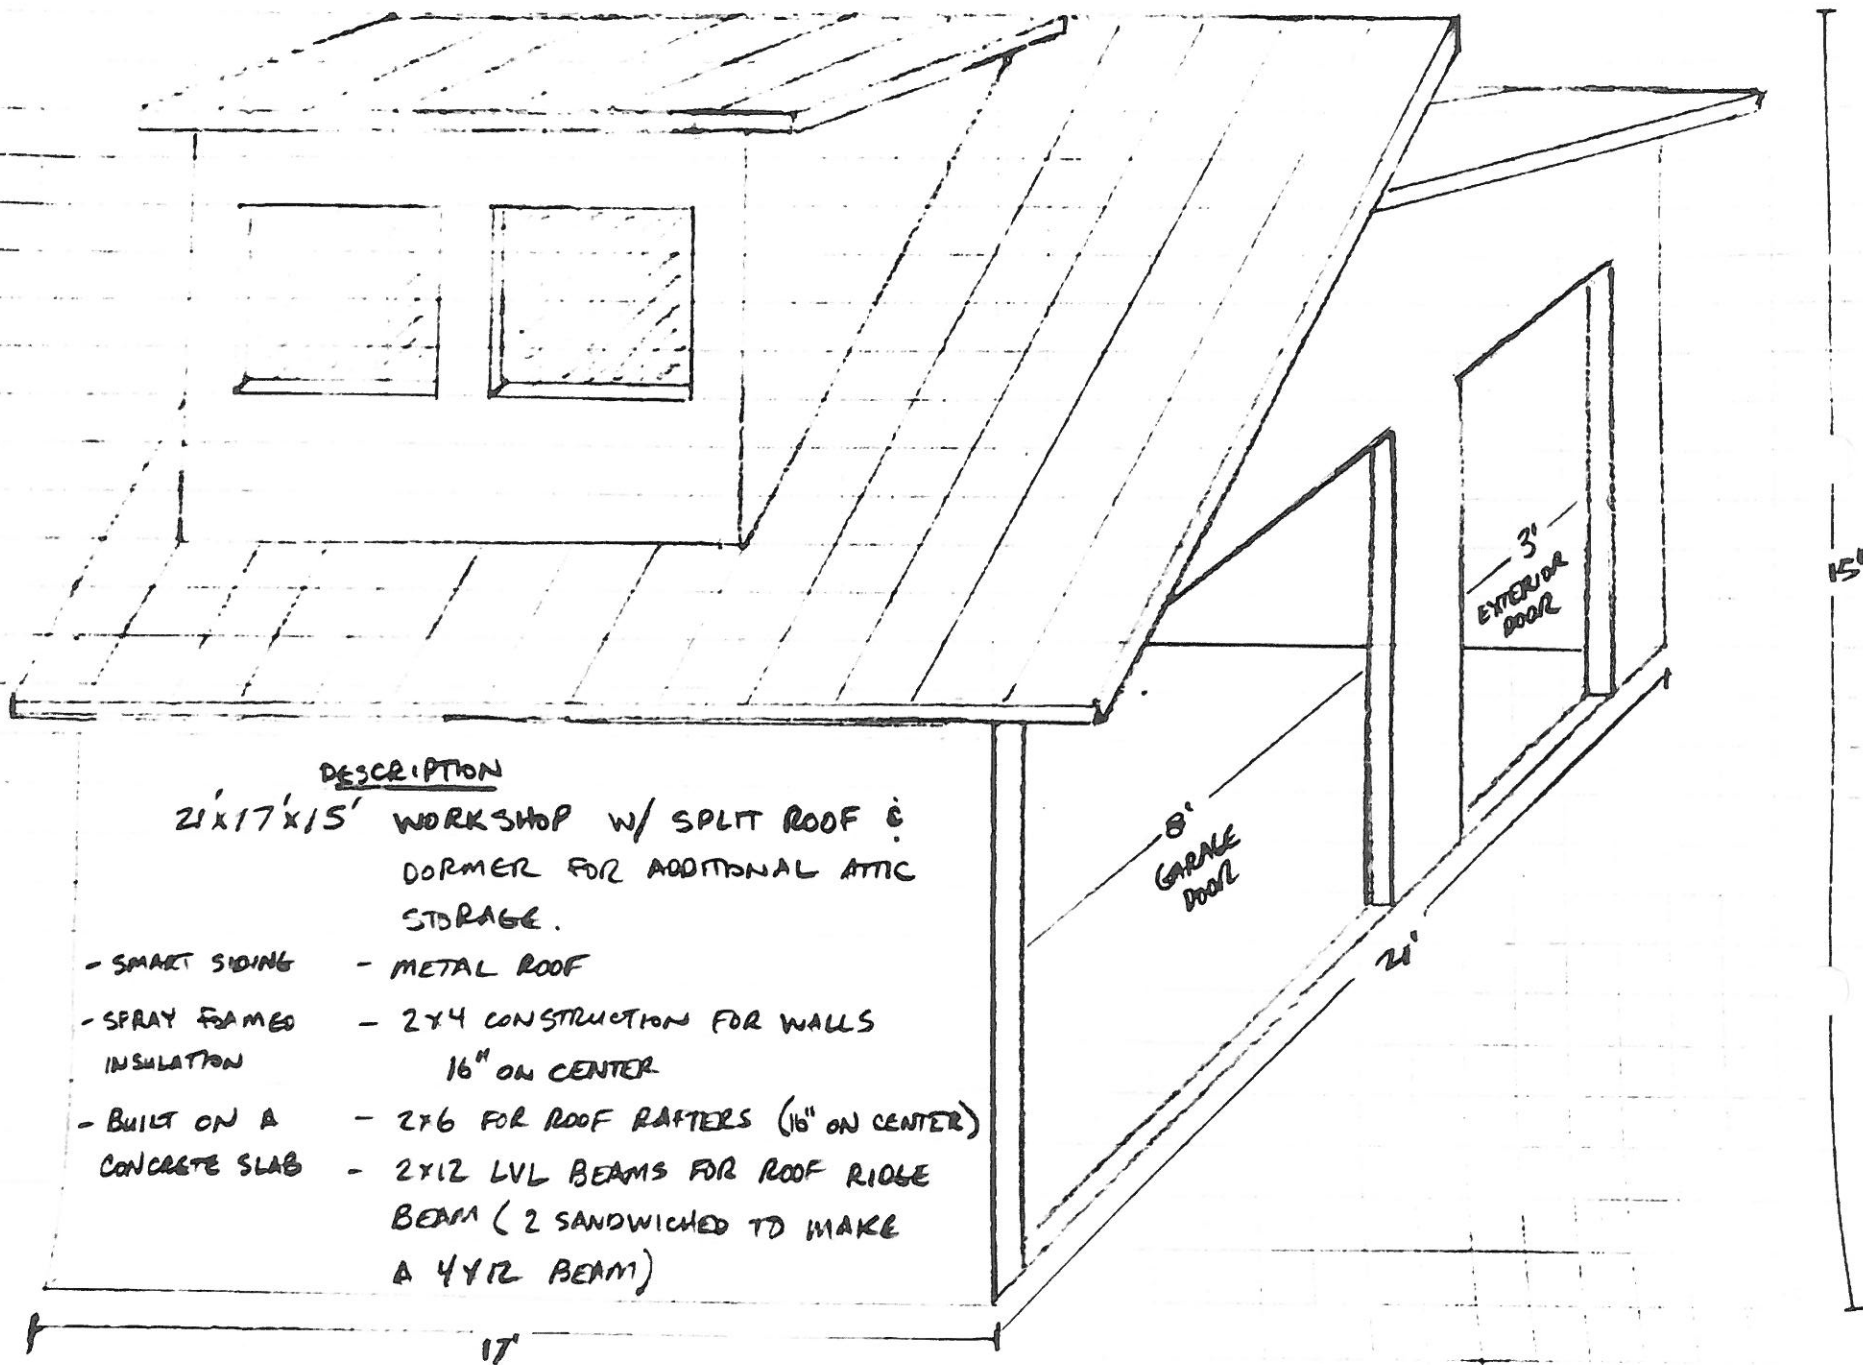 15'
3'
EXTERIOR
DOOR
8'
GARAGE
DOOR
21'
17'
DESCRIPTION
21'x17'x15' WORKSHOP W/ SPLIT ROOF &
DORMER FOR ADDITIONAL ATTIC
STORAGE.
- SMART SIDING
- SPRAY FOAMED
INSULATION
- BUILT ON A
CONCRETE SLAB
- METAL ROOF
- 2x4 CONSTRUCTION FOR WALLS
16" ON CENTER
- 2x6 FOR ROOF RAFTERS (16" ON CENTER)
- 2x12 LVL BEAMS FOR ROOF RIDGE
BEAM (2 SANDWICHED TO MAKE
A 4x12 BEAM)